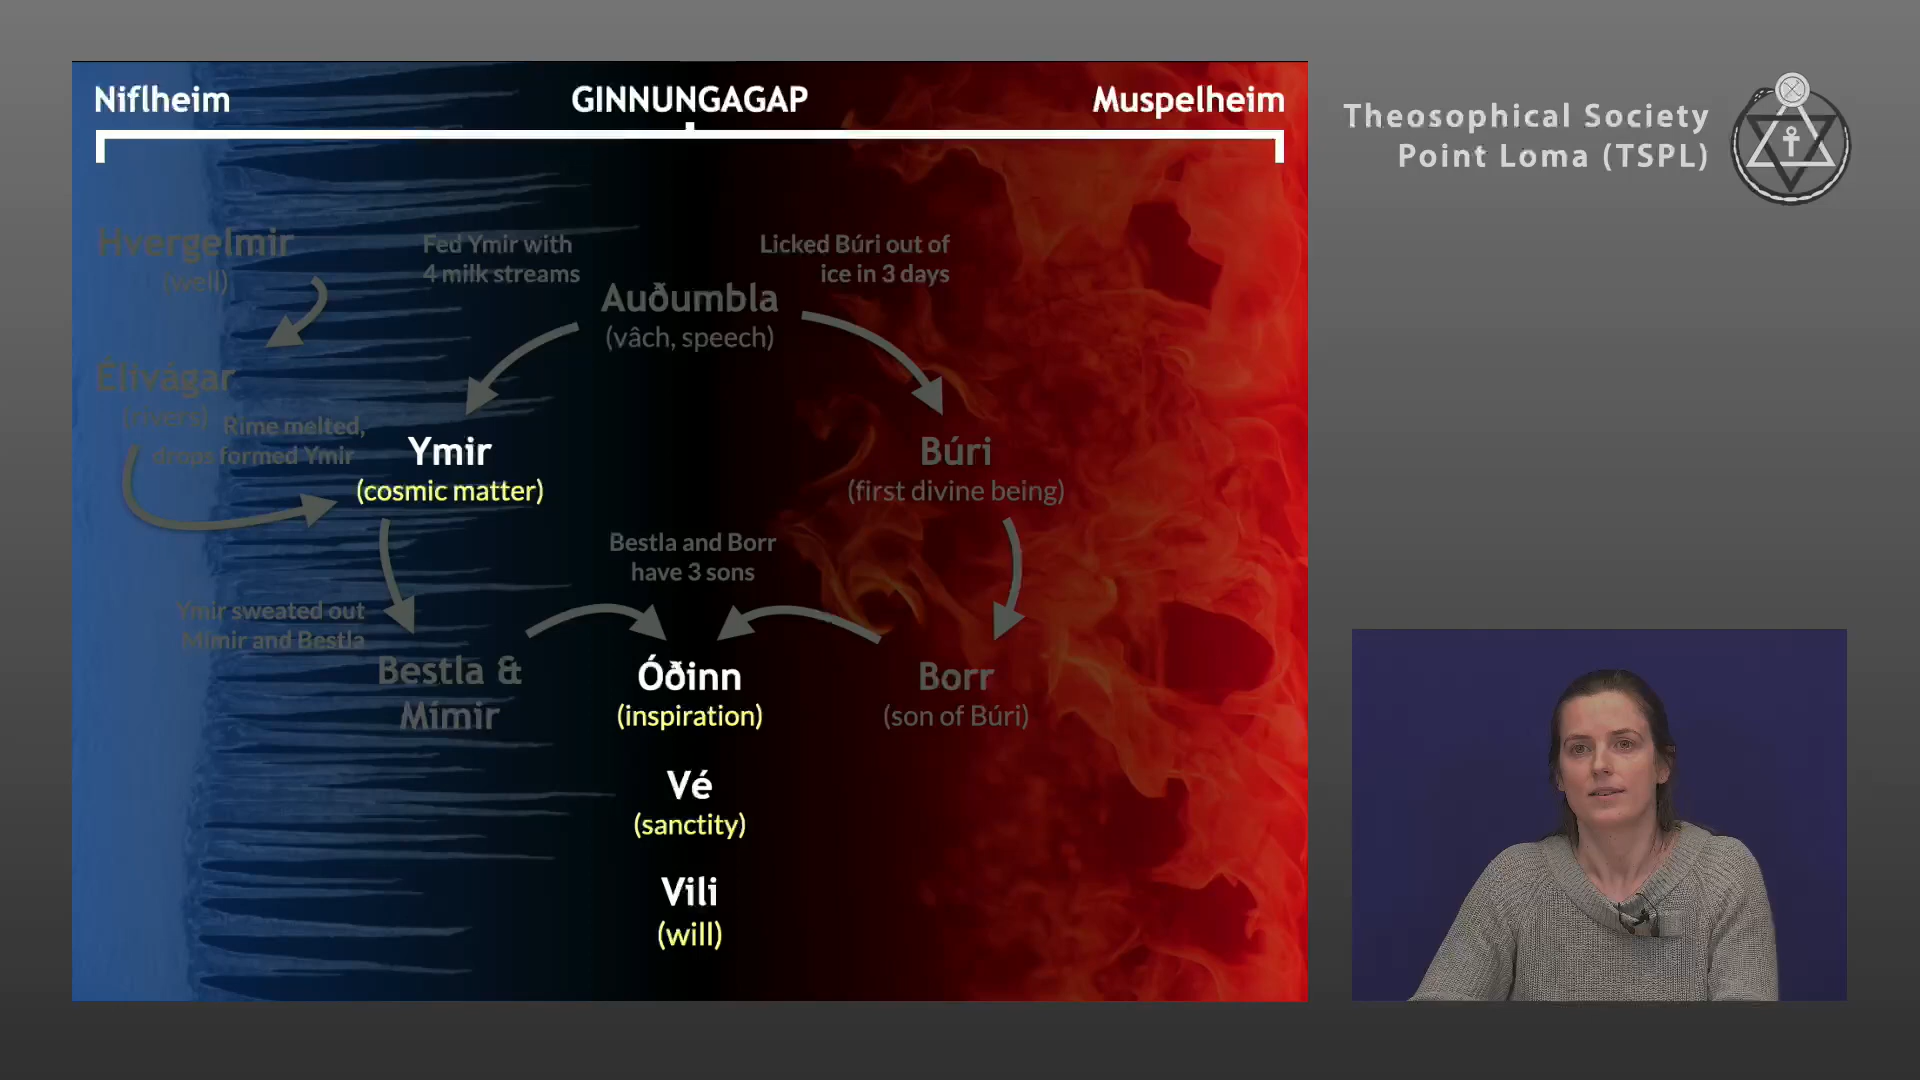 Niflheim
GINNUNGAGAP
Muspelheim
Theosophical Society
Point Loma (TSPL)
Hvergelmir
(well)
Fed Ymir with
4 milk streams
Licked Búri out of
ice in 3 days
Auðumbla
(vâch, speech)
Élivágar
(rivers)
Rime melted,
drops formed Ymir
Ymir
(cosmic matter)
Búri
(first divine being)
Bestla and Borr
have 3 sons
Ymir sweated out
Mímir and Bestla
Bestla &
Mímir
Óðinn
(inspiration)
Borr
(son of Búri)
Vé
(sanctity)
Vili
(will)